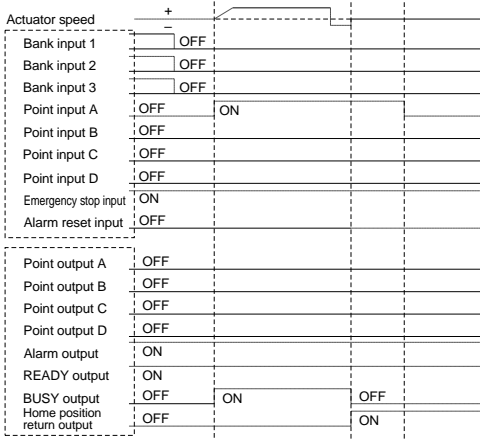 +
Actuator speed
–
Bank input 1 OFF
Bank input 2 OFF
Bank input 3 OFF
Point input A OFF ON
Point input B OFF
Point input C OFF
Point input D OFF
Emergency stop input ON
Alarm reset input OFF
Point output A OFF
Point output B OFF
Point output C OFF
Point output D OFF
Alarm output ON
READY output ON
BUSY output OFF ON OFF
Home position
return output OFF ON